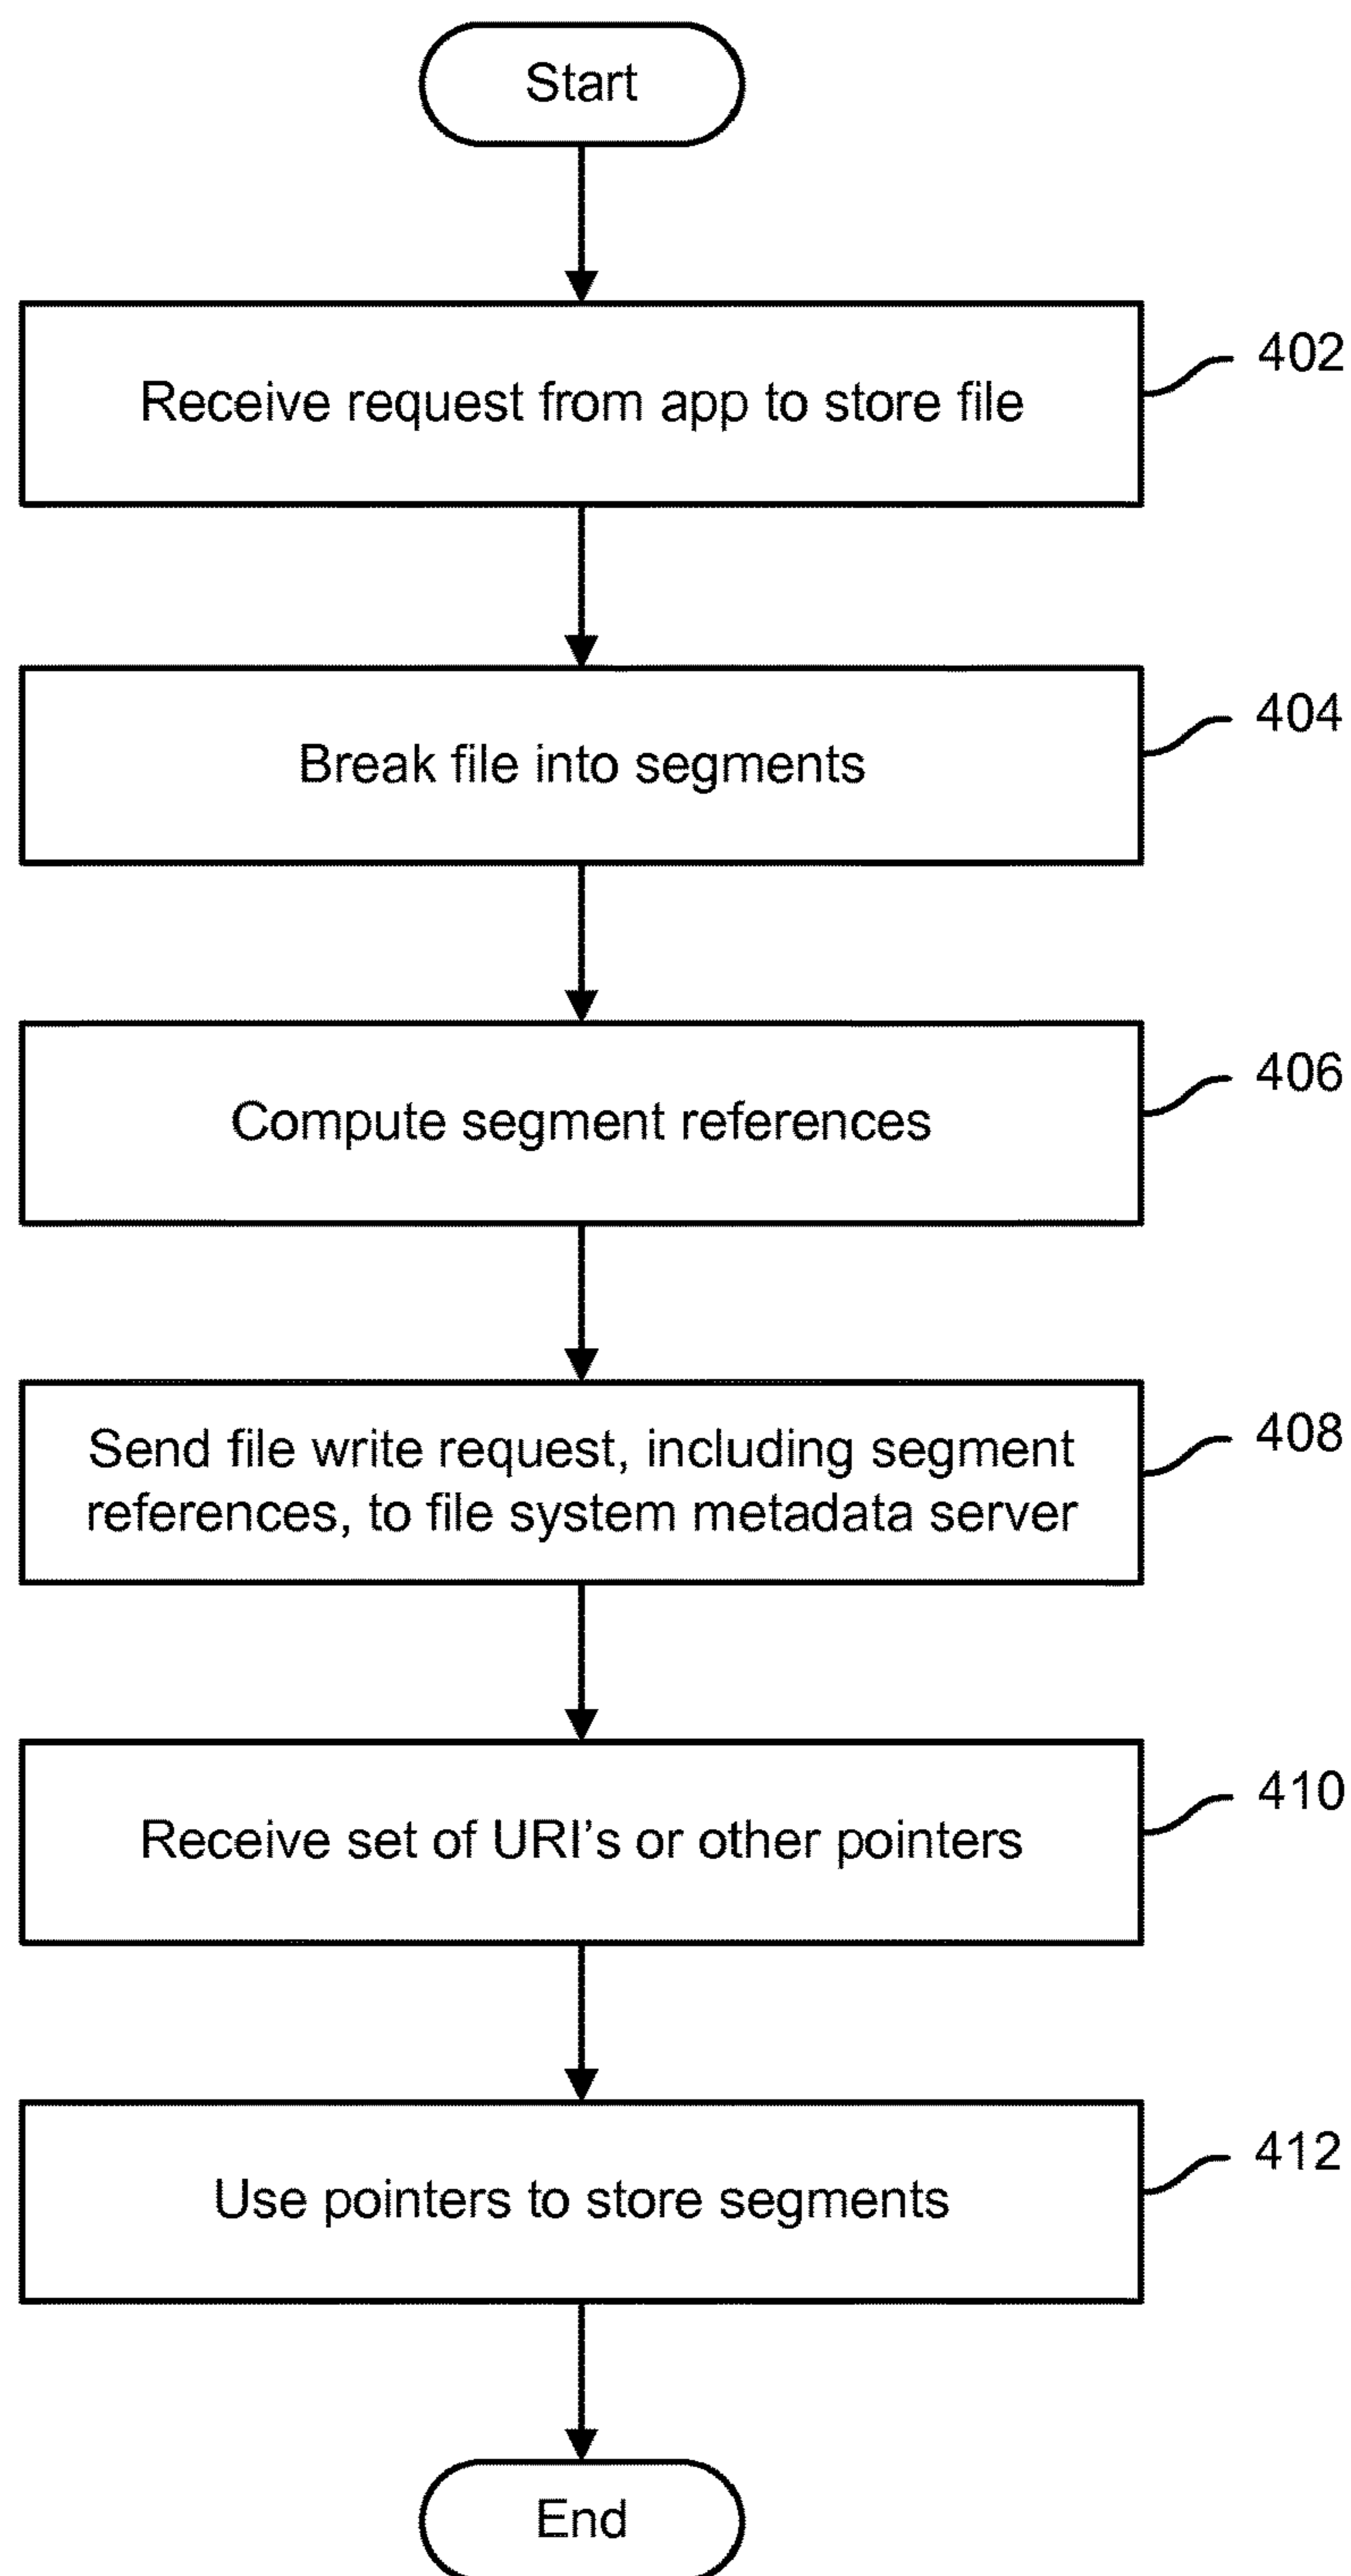 Start
Receive request from app to store file
402
Break file into segments
404
Compute segment references
406
Send file write request, including segment
references, to file system metadata server
408
Receive set of URI’s or other pointers
410
Use pointers to store segments
412
End